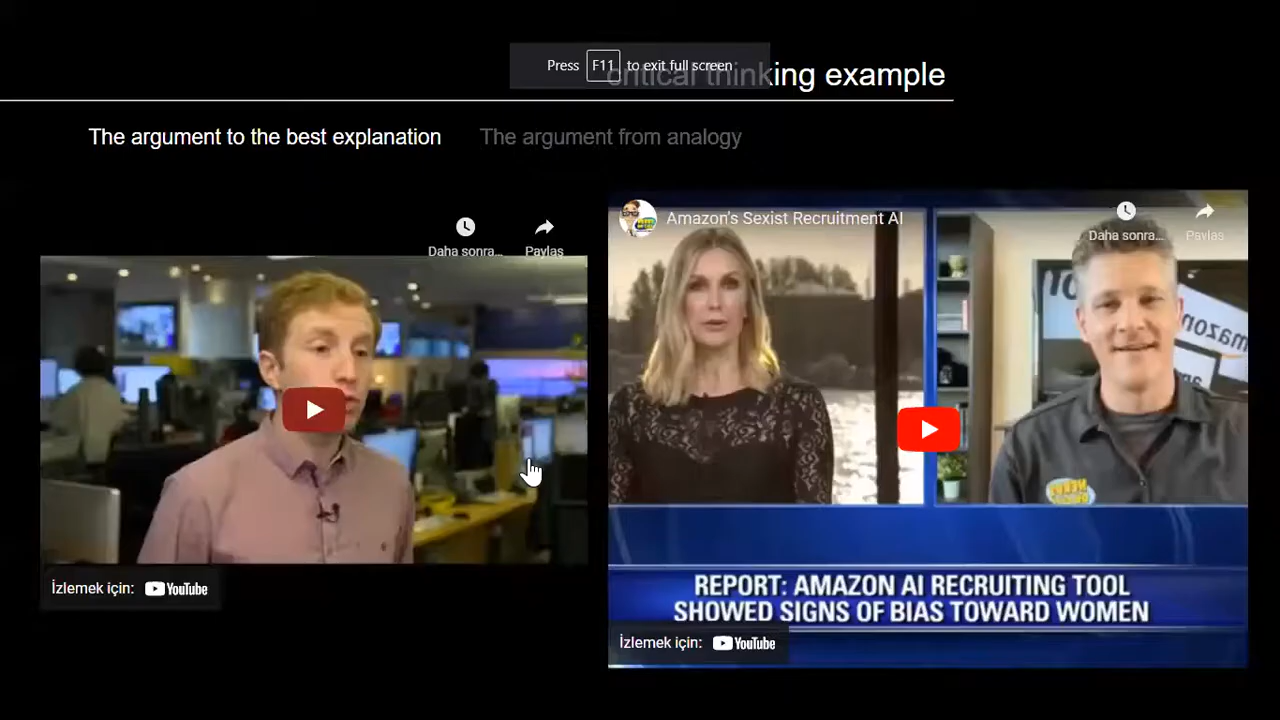 Press F11 to exit full screen
critical thinking example
The argument to the best explanation
The argument from analogy
Daha sonra... Paylaş
Amazon's Sexist Recruitment AI
Daha sonra... Paylaş
REPORT: AMAZON AI RECRUITING TOOL
SHOWED SIGNS OF BIAS TOWARD WOMEN
İzlemek için: YouTube
İzlemek için: YouTube